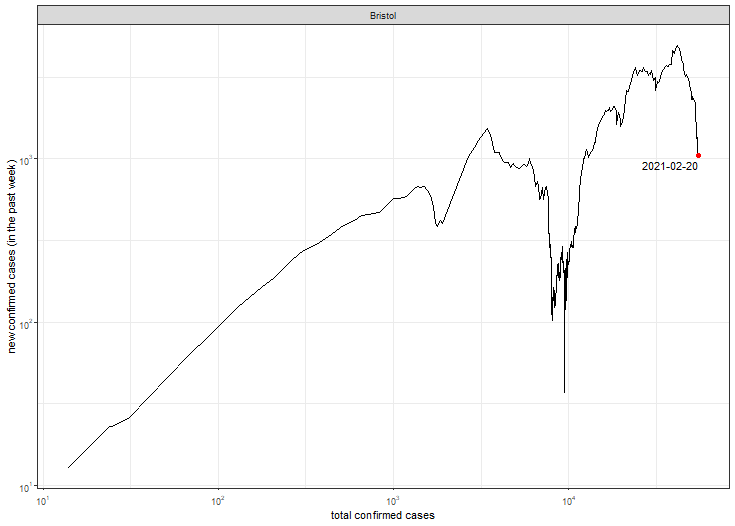 Bristol
new confirmed cases (in the past week)
10³
10²
10¹
2021-02-20
10¹ 10² 10³ 10⁴
total confirmed cases